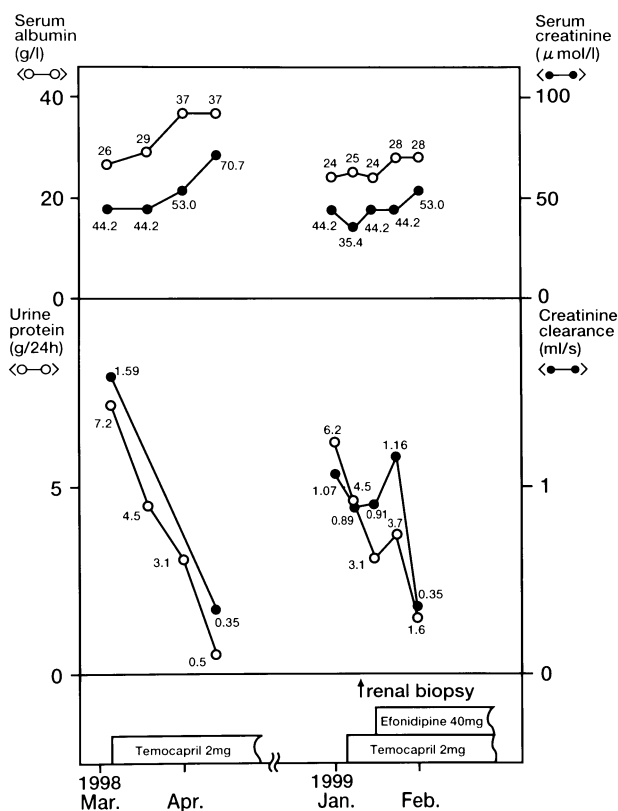 Serum
albumin
(g/l)
Serum
creatinine
(μ mol/l)
40
20
0
100
50
0
26
29
37
37
44.2
44.2
53.0
70.7
24
25
24
28
28
44.2
35.4
44.2
44.2
53.0
Urine
protein
(g/24h)
Creatinine
clearance
(ml/s)
5
0
1
0
1.59
7.2
4.5
3.1
0.35
0.5
6.2
1.07
4.5
0.89
0.91
1.16
3.1
3.7
0.35
1.6
renal biopsy
Efonidipine 40mg
Temocapril 2mg
Temocapril 2mg
1998
Mar.
Apr.
1999
Jan.
Feb.